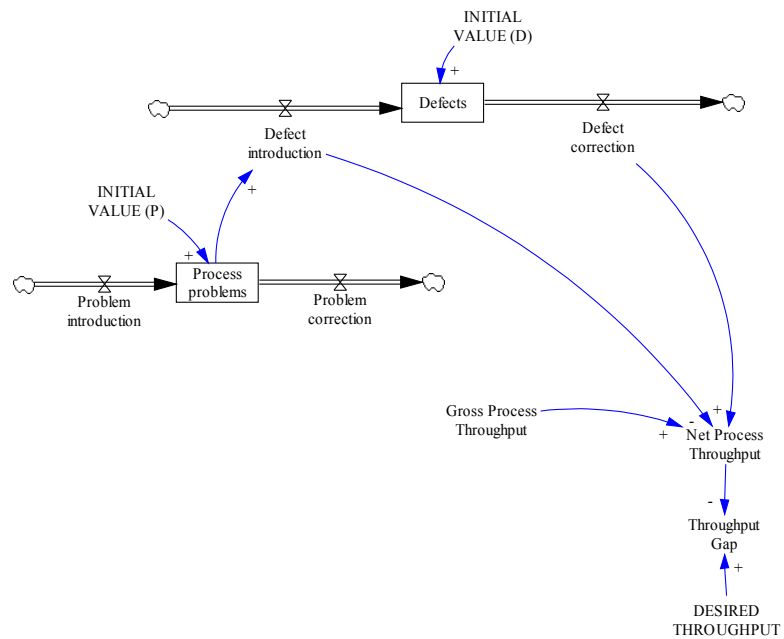 INITIAL
VALUE (D)
+
Defects
Defect
introduction
Defect
correction
+
INITIAL
VALUE (P)
+
Process
problems
Problem
introduction
Problem
correction
Gross Process
Throughput
+
-
+
Net Process
Throughput
-
Throughput
Gap
+
DESIRED
THROUGHPUT